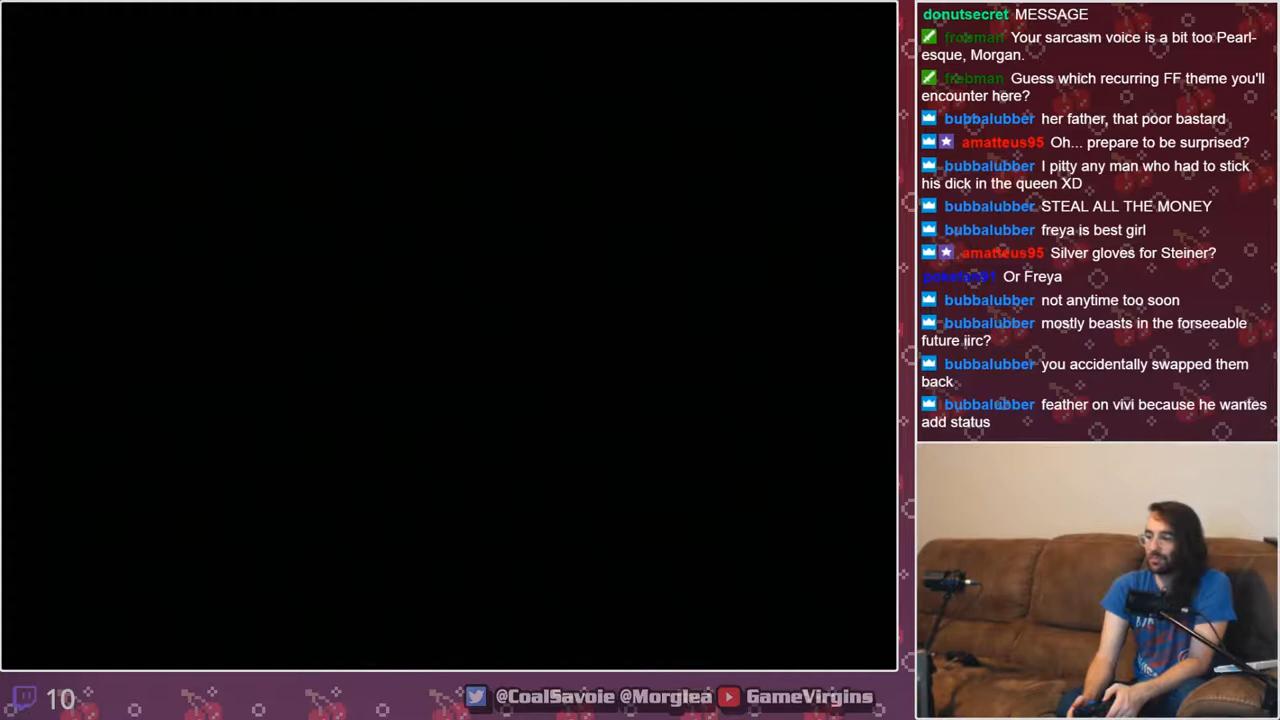 donutsecret MESSAGE
frobman Your sarcasm voice is a bit too Pearl-
esque, Morgan.
frobman Guess which recurring FF theme you'll
encounter here?
bubbalubber her father, that poor bastard
amatteus95 Oh... prepare to be surprised?
bubbalubber I pitty any man who had to stick
his dick in the queen XD
bubbalubber STEAL ALL THE MONEY
bubbalubber freya is best girl
amatteus95 Silver gloves for Steiner?
pokefan91 Or Freya
bubbalubber not anytime too soon
bubbalubber mostly beasts in the forseeable
future iirc?
bubbalubber you accidentally swapped them
back
bubbalubber feather on vivi because he wantes
add status
10
@CoalSavoie @Morglea GameVirgins